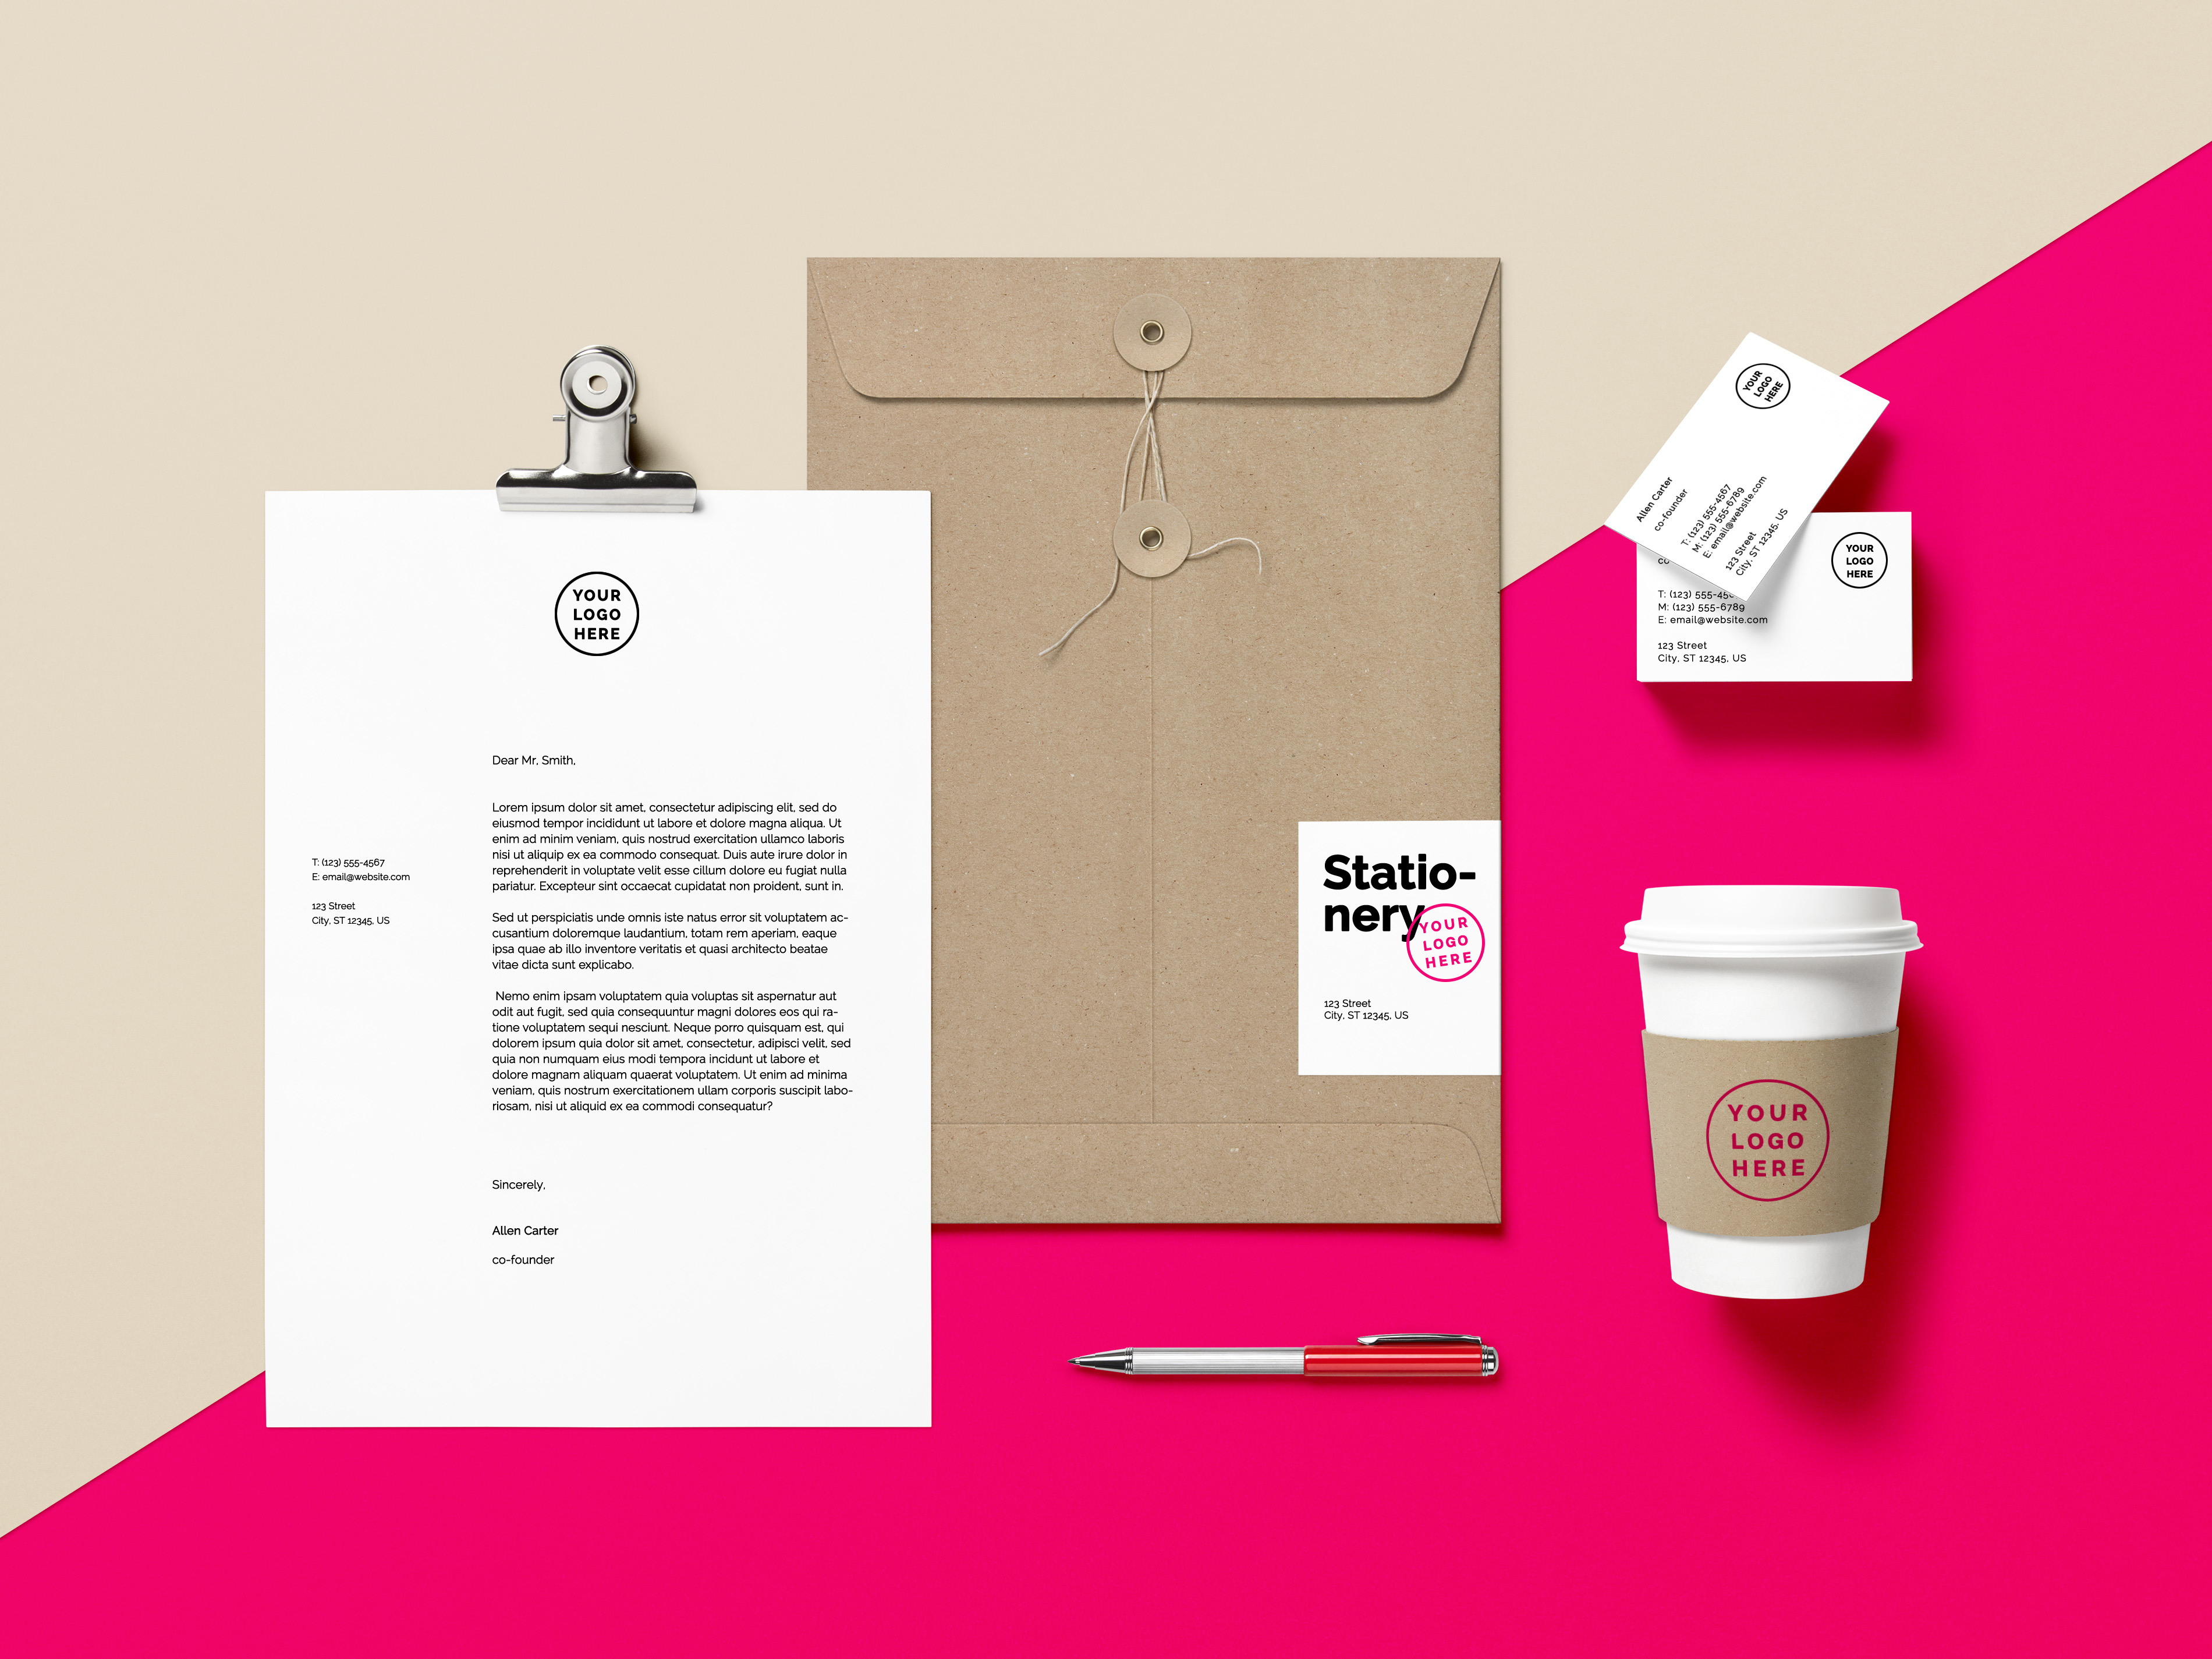 YOUR
LOGO
HERE
Dear Mr. Smith,
Lorem ipsum dolor sit amet, consectetur adipiscing elit, sed do
eiusmod tempor incididunt ut labore et dolore magna aliqua. Ut
enim ad minim veniam, quis nostrud exercitation ullamco laboris
nisi ut aliquip ex ea commodo consequat. Duis aute irure dolor in
reprehenderit in voluptate velit esse cillum dolore eu fugiat nulla
pariatur. Excepteur sint occaecat cupidatat non proident, sunt in.
Sed ut perspiciatis unde omnis iste natus error sit voluptatem ac-
cusantium doloremque laudantium, totam rem aperiam, eaque
ipsa quae ab illo inventore veritatis et quasi architecto beatae
vitae dicta sunt explicabo.
Nemo enim ipsam voluptatem quia voluptas sit aspernatur aut
odit aut fugit, sed quia consequuntur magni dolores eos qui ra-
tione voluptatem sequi nesciunt. Neque porro quisquam est, qui
dolorem ipsum quia dolor sit amet, consectetur, adipisci velit, sed
quia non numquam eius modi tempora incidunt ut labore et
dolore magnam aliquam quaerat voluptatem. Ut enim ad minima
veniam, quis nostrum exercitationem ullam corporis suscipit labo-
riosam, nisi ut aliquid ex ea commodi consequatur?
Sincerely,
Allen Carter
co-founder
T: (123) 555-4567
E: email@website.com
123 Street
City, ST 12345, US
Statio-
nery
YOUR
LOGO
HERE
123 Street
City, ST 12345, US
YOUR
LOGO
HERE
Allen Carter
co-founder
T: (123) 555-4567
M: (123) 555-6789
E: email@website.com
123 Street
City, ST 12345, US
YOUR
LOGO
HERE
co
T: (123) 555-45
M: (123) 555-6789
E: email@website.com
123 Street
City, ST 12345, US
YOUR
LOGO
HERE